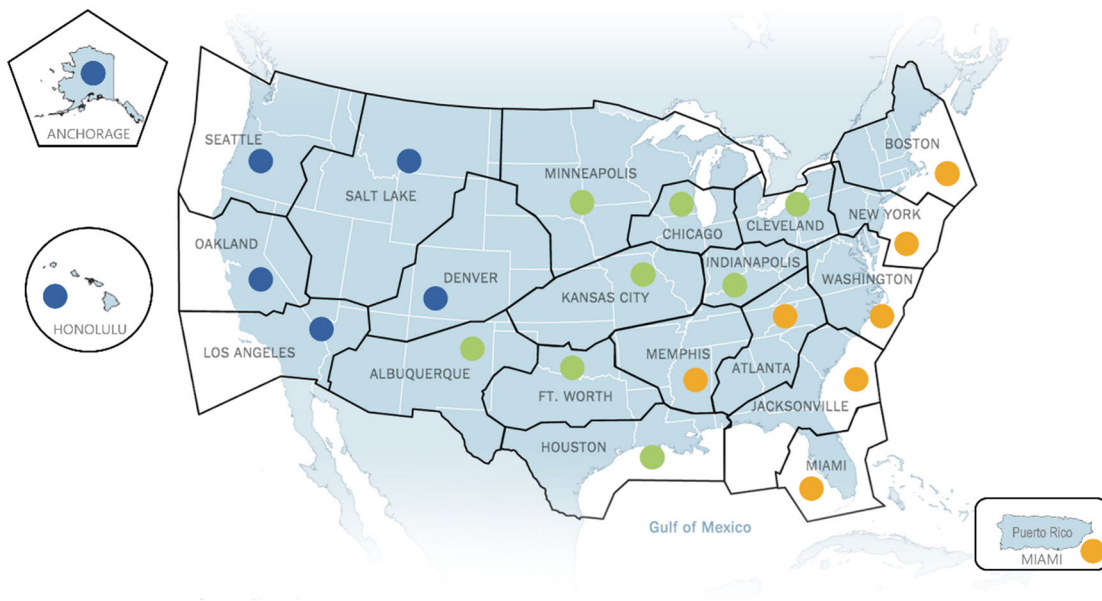 ANCHORAGE
SEATTLE
SALT LAKE
MINNEAPOLIS
BOSTON
CHICAGO
CLEVELAND
NEW YORK
OAKLAND
DENVER
INDIANAPOLIS
WASHINGTON
KANSAS CITY
HONOLULU
LOS ANGELES
ALBUQUERQUE
MEMPHIS
ATLANTA
FT. WORTH
JACKSONVILLE
HOUSTON
MIAMI
Gulf of Mexico
Puerto Rico
MIAMI